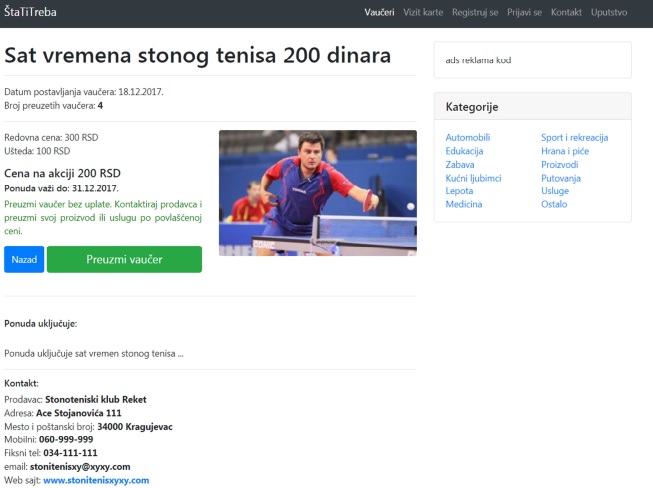 ŠtaTiTreba
Vaučeri Vizit karte Registruj se Prijavi se Kontakt Uputstvo
Sat vremena stonog tenisa 200 dinara
Datum postavljanja vaučera: 18.12.2017.
Broj preuzetih vaučera: 4
Redovna cena: 300 RSD
Ušteda: 100 RSD
Cena na akciji 200 RSD
Ponuda važi do: 31.12.2017.
Preuzmi vaučer bez uplate. Kontaktiraj prodavca i
preuzmi svoj proizvod ili uslugu po povlašćenoj
ceni.
Nazad Preuzmi vaučer
Ponuda uključuje:
Ponuda uključuje sat vremen stonog tenisa ...
Kontakt:
Prodavac: Stonoteniski klub Reket
Adresa: Ace Stojanovića 111
Mesto i poštanski broj: 34000 Kragujevac
Mobilni: 060-999-999
Fiksni tel: 034-111-111
email: stonitenisxy@xyxy.com
Web sajt: www.stonitenisxyxy.com
ads reklama kod
Kategorije
Automobili Sport i rekreacija
Edukacija Hrana i piće
Zabava Proizvodi
Kućni ljubimci Putovanja
Lepota Usluge
Medicina Ostalo